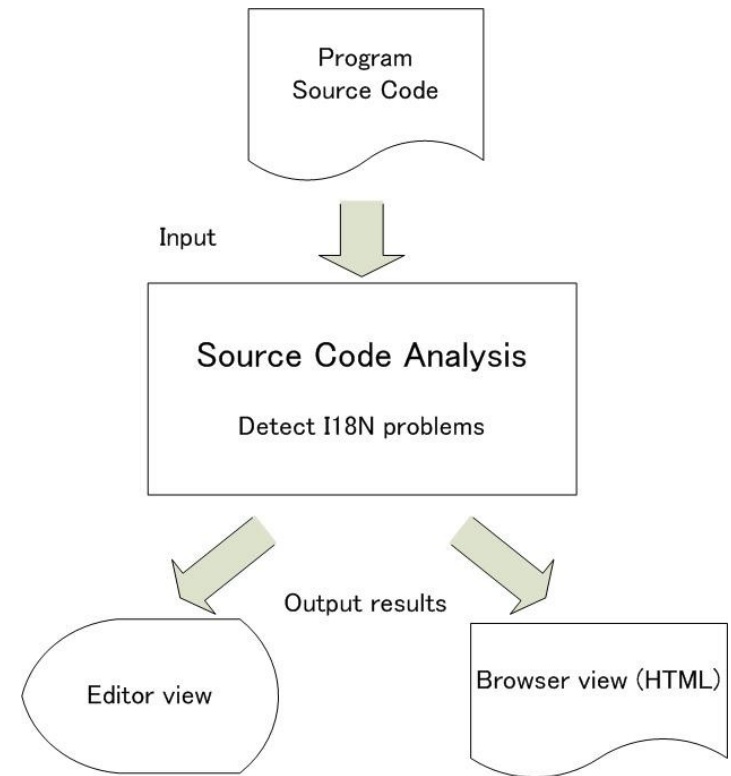 Program
Source Code
Input
Source Code Analysis
Detect I18N problems
Output results
Editor view
Browser view (HTML)